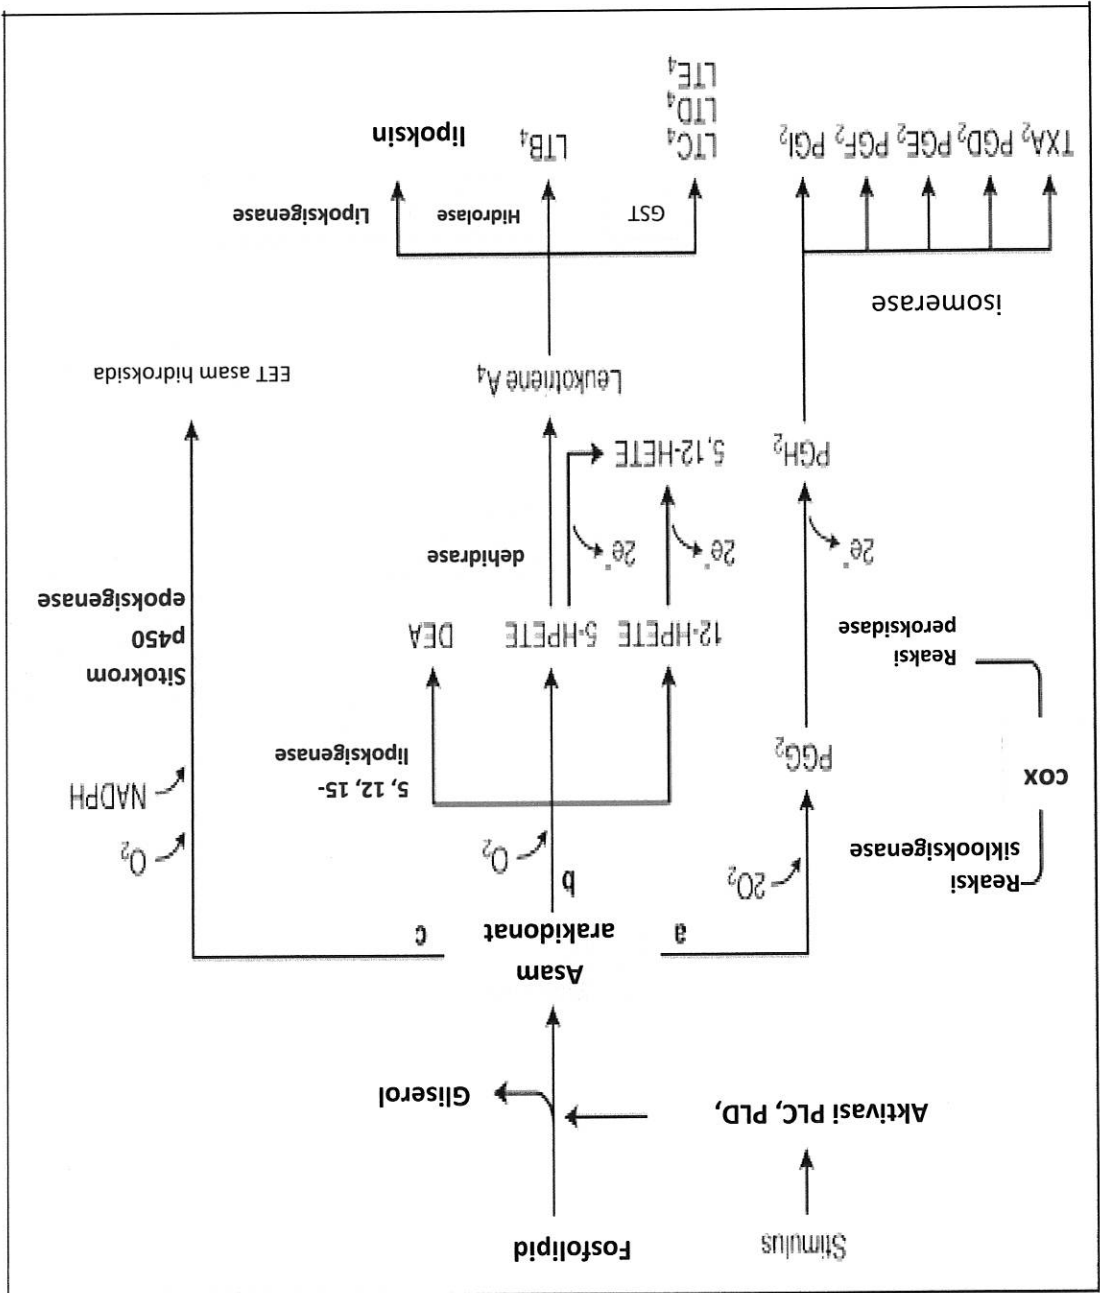 Stimulus
Fosfolipid
Aktivasi PLC, PLD,
Gliserol
Asam
arakidonat
a
b
c
Reaksi
siklooksigenase
COX
Reaksi
peroksidase
2O₂
O₂
O₂
NADPH
PGG₂
5, 12, 15-
lipoksigenase
Sitokrom
p450
epoksigenase
12-HPETE
5-HPETE
DEA
2e⁻
2e⁻
2e⁻
dehidrase
PGH₂
5,12-HETE
Leukotriene A₄
EET asam hidroksida
isomerase
GST
Hidrolase
Lipoksigenase
TXA₂ PGD₂ PGE₂ PGF₂ PGI₂
LTC₄
LTD₄
LTE₄
LTB₄
lipoksin